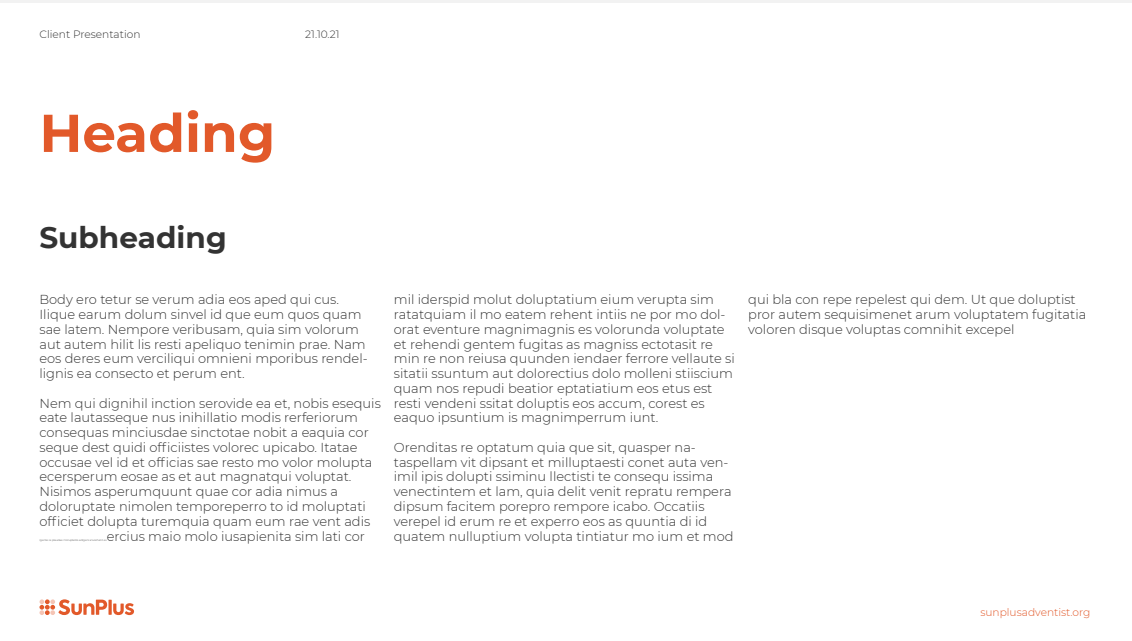 Client Presentation
21.10.21
Heading
Subheading
Body ero tetur se verum adia eos aped qui cus.
Ilique earum dolum sinvel id que eum quos quam
sae latem. Nempore veribusam, quia sim volorum
aut autem hilit lis resti apeliquo tenimin prae. Nam
eos deres eum verciliqui omnieni mporibus rendel-
lignis ea consecto et perum ent.
Nem qui dignihil inction serovide ea et, nobis esequis
eate lautasseque nus inihillatio modis rerferiorum
consequas minciusdae sinctotae nobit a eaquia cor
seque dest quidi officiistes volorec upicabo. Itatae
occusae vel id et officias sae resto mo volor molupta
ecersperum eosae as et aut magnatqui voluptat.
Nisimos asperumquunt quae cor adia nimus a
doloruptate nimolen temporeperro to id moluptati
officiet dolupta turemquia quam eum rae vent adis
ercius maio molo iusapienita sim lati cor
mil iderspid molut doluptatium eium verupta sim
ratatquiam il mo eatem rehent intiis ne por mo dol-
orat eventure magnimagnis es volorunda voluptate
et rehendi gentem fugitas as magniss ectotasit re
min re non reiusa quunden iendaer ferrore vellaute si
sitatii ssuntum aut dolorectius dolo molleni stiiscium
quam nos repudi beatior eptatiatium eos etus est
resti vendeni ssitat doluptis eos accum, corest es
eaquo ipsuntium is magnimperrum iunt.
Orenditas re optatum quia que sit, quasper na-
taspellam vit dipsant et milluptaesti conet auta ven-
imil ipis dolupti ssiminu llectisti te consequ issima
venectintem et lam, quia delit venit repratu rempera
dipsum facitem porepro rempore icabo. Occatiis
verepel id erum re et experro eos as quuntia di id
quatem nulluptium volupta tintiatur mo ium et mod
qui bla con repe repelest qui dem. Ut que doluptist
pror autem sequisimenet arum voluptatem fugitatia
voloren disque voluptas comnihit excepel
SunPlus
sunplusadventist.org